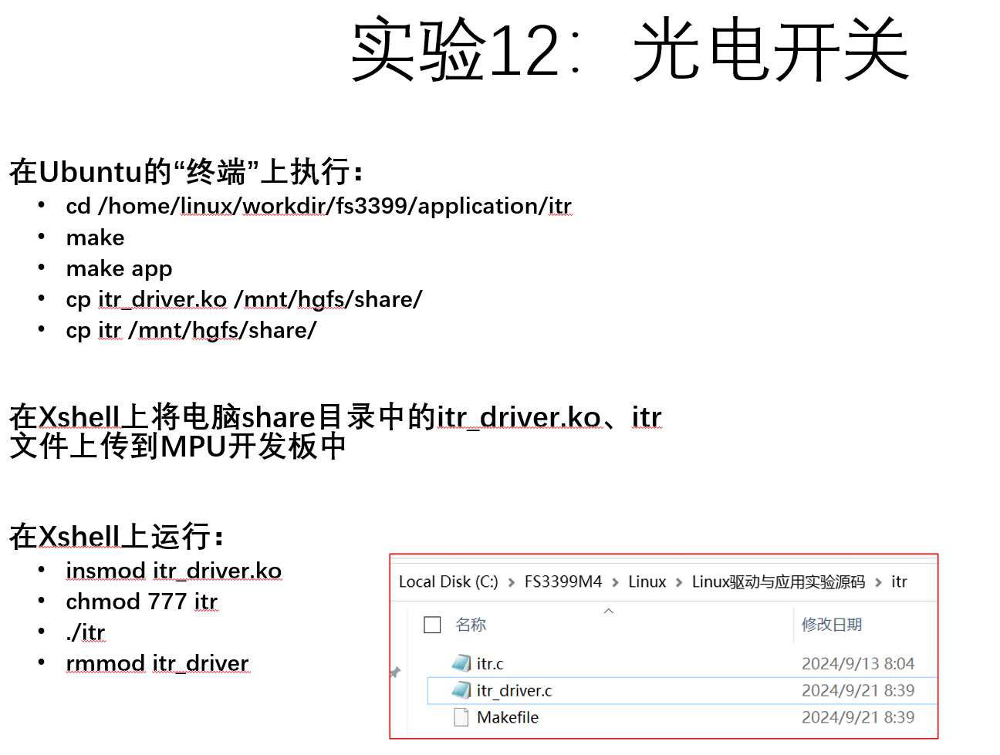 实验12： 光电开关
在Ubuntu的“终端”上执行：
• cd /home/linux/workdir/fs3399/application/itr
• make
• make app
• cp itr_driver.ko /mnt/hgfs/share/
• cp itr /mnt/hgfs/share/
在Xshell上将电脑share目录中的itr_driver.ko、itr
文件上传到MPU开发板中
在Xshell上运行：
• insmod itr_driver.ko
• chmod 777 itr
• ./itr
• rmmod itr_driver
Local Disk (C:) > FS3399M4 > Linux > Linux驱动与应用实验源码 > itr
名称 修改日期
itr.c 2024/9/13 8:04
itr_driver.c 2024/9/21 8:39
Makefile 2024/9/21 8:39